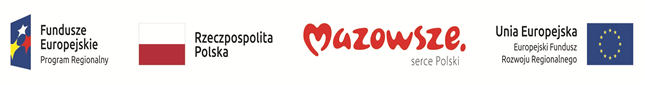 Fundusze
Europejskie
Program Regionalny
Rzeczpospolita
Polska
Mazowsze.
serce Polski
Unia Europejska
Europejski Fundusz
Rozwoju Regionalnego